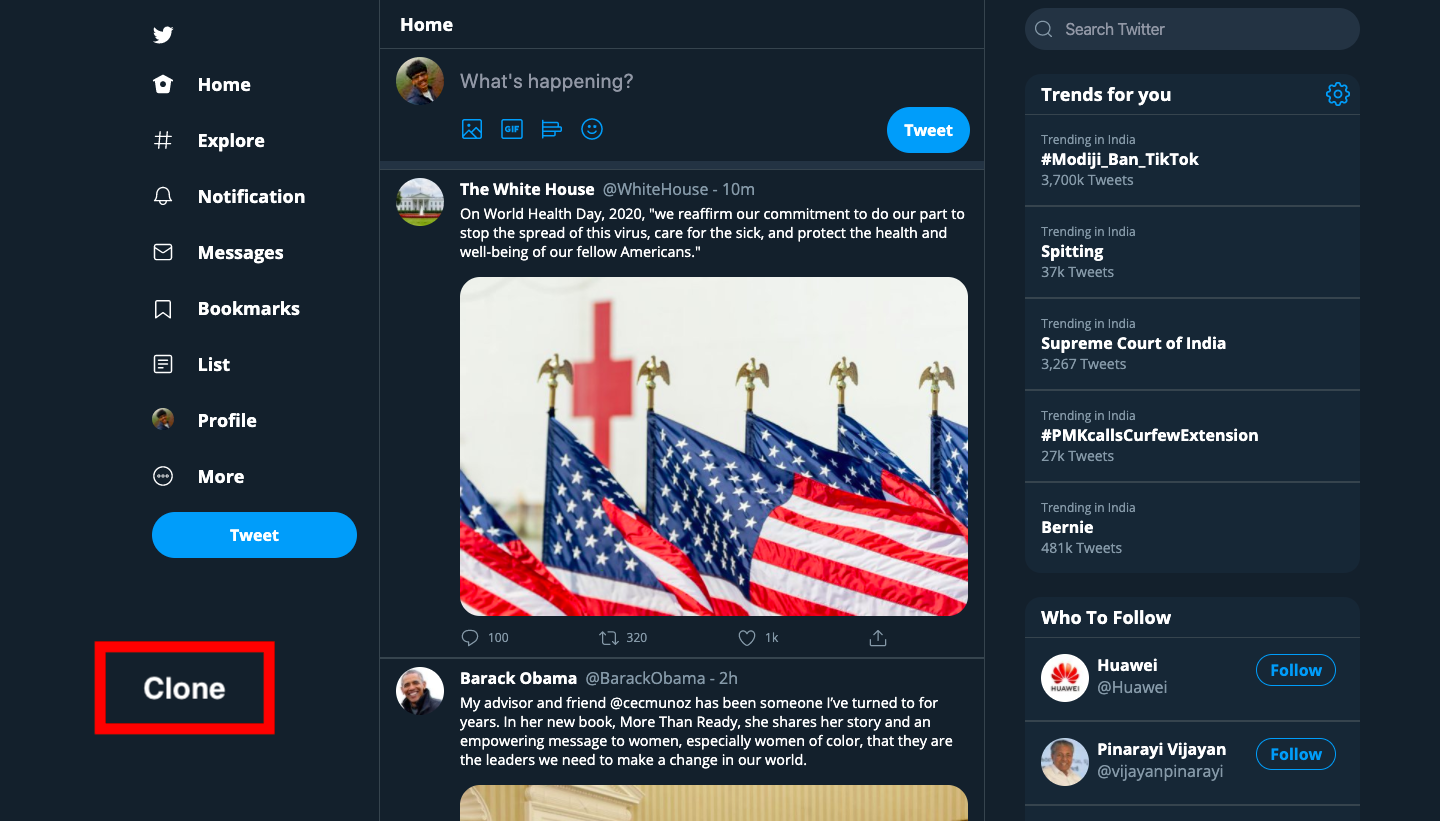 Home
Explore
Notification
Messages
Bookmarks
List
Profile
More
Tweet
Clone
Home
What's happening?
GIF
Tweet
The White House @WhiteHouse - 10m
On World Health Day, 2020, "we reaffirm our commitment to do our part to
stop the spread of this virus, care for the sick, and protect the health and
well-being of our fellow Americans."
100 320 1k
Barack Obama @BarackObama - 2h
My advisor and friend @cecmunoz has been someone I’ve turned to for
years. In her new book, More Than Ready, she shares her story and an
empowering message to women, especially women of color, that they are
the leaders we need to make a change in our world.
Search Twitter
Trends for you
Trending in India
#Modiji_Ban_TikTok
3,700k Tweets
Trending in India
Spitting
37k Tweets
Trending in India
Supreme Court of India
3,267 Tweets
Trending in India
#PMKcallsCurfewExtension
27k Tweets
Trending in India
Bernie
481k Tweets
Who To Follow
HUAWEI
Huawei
@Huawei
Follow
Pinarayi Vijayan
@vijayanpinarayi
Follow